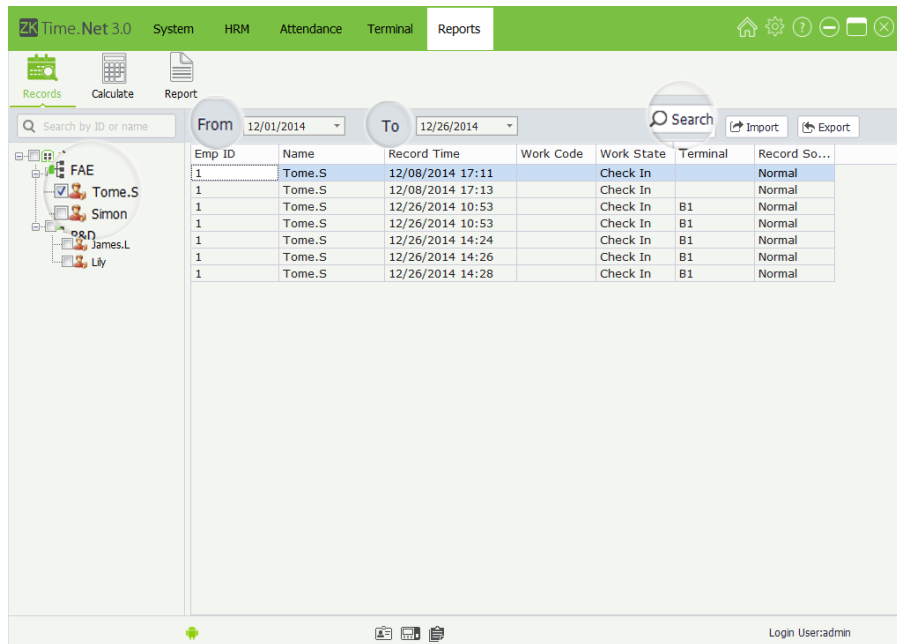 ZK Time.Net 3.0 System HRM Attendance Terminal Reports
Records Calculate Report
Search by ID or name From 12/01/2014 To 12/26/2014 Search Import Export
Emp ID Name Record Time Work Code Work State Terminal Record So...
FAE
Tome.S
Simon
R&D
James.L
Lily
1 Tome.S 12/08/2014 17:11 Check In Normal
1 Tome.S 12/08/2014 17:13 Check In Normal
1 Tome.S 12/26/2014 10:53 Check In B1 Normal
1 Tome.S 12/26/2014 10:53 Check In B1 Normal
1 Tome.S 12/26/2014 14:24 Check In B1 Normal
1 Tome.S 12/26/2014 14:26 Check In B1 Normal
1 Tome.S 12/26/2014 14:28 Check In B1 Normal
Login User:admin